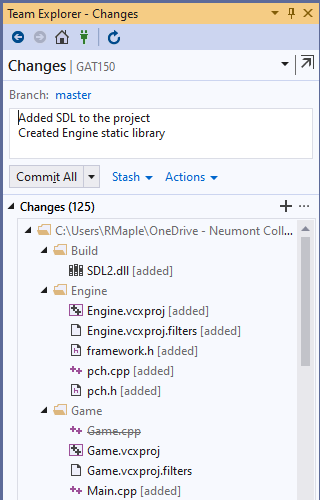 Team Explorer - Changes
Changes | GAT150
Branch: master
Added SDL to the project
Created Engine static library
Commit All
Stash
Actions
Changes (125)
C:\Users\RMaple\OneDrive - Neumont Coll...
Build
SDL2.dll [added]
Engine
Engine.vcxproj [added]
Engine.vcxproj.filters [added]
framework.h [added]
pch.cpp [added]
pch.h [added]
Game
Game.cpp
Game.vcxproj
Game.vcxproj.filters
Main.cpp [added]